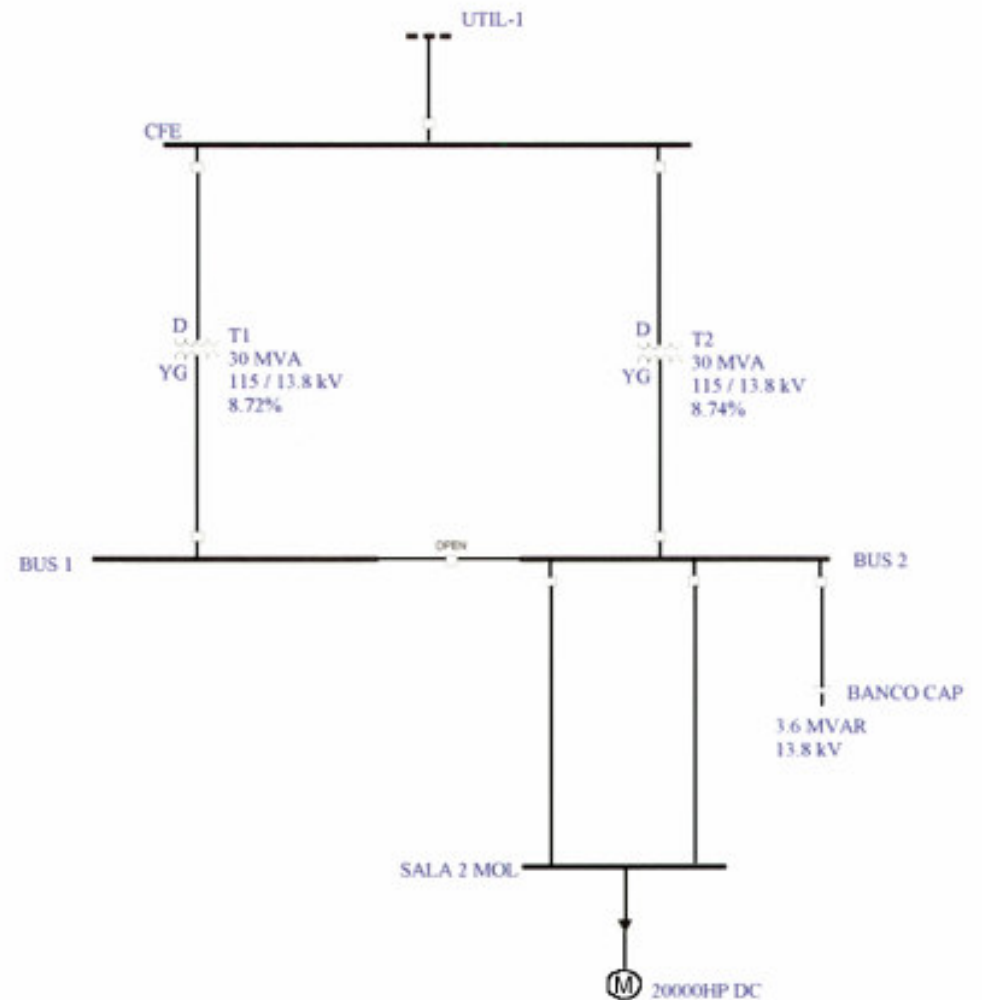 UTIL-1
CFE
D
T1
30 MVA
YG
115 / 13.8 kV
8.72%
D
T2
30 MVA
YG
115 / 13.8 kV
8.74%
BUS 1
OPEN
BUS 2
BANCO CAP
3.6 MVAR
13.8 kV
SALA 2 MOL
M
20000HP DC